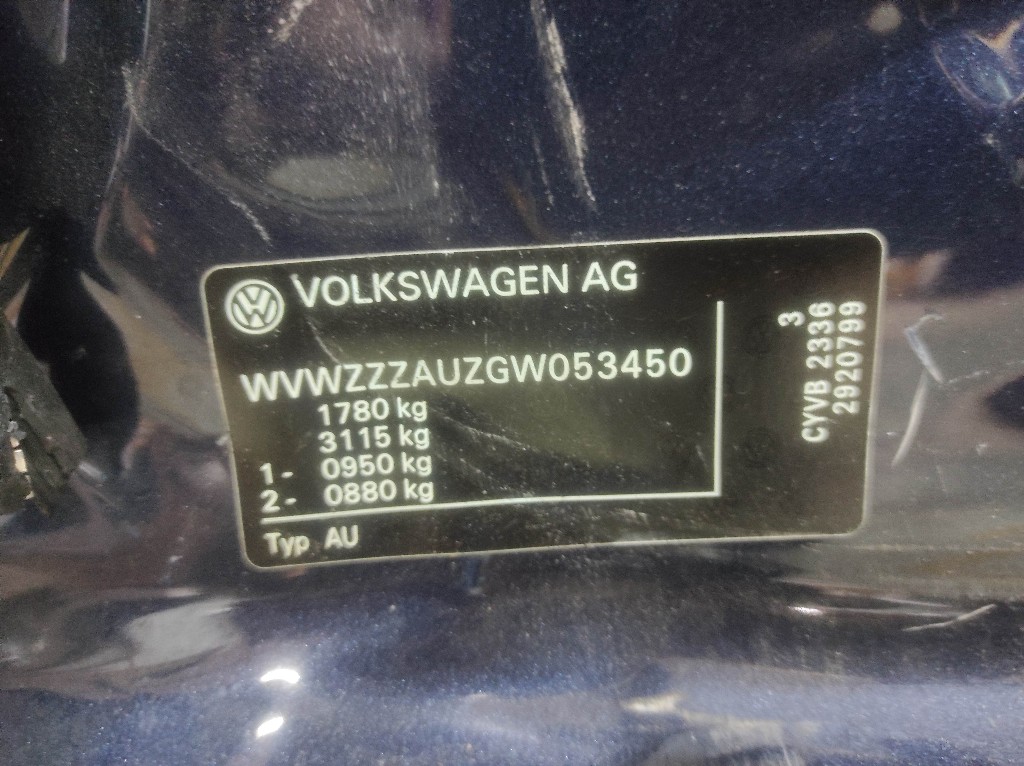 VOLKSWAGEN AG
WVWZZZAUZGW053450
1780 kg
3115 kg
1- 0950 kg
2- 0880 kg
Typ AU
3
CYVB 2336
2920799